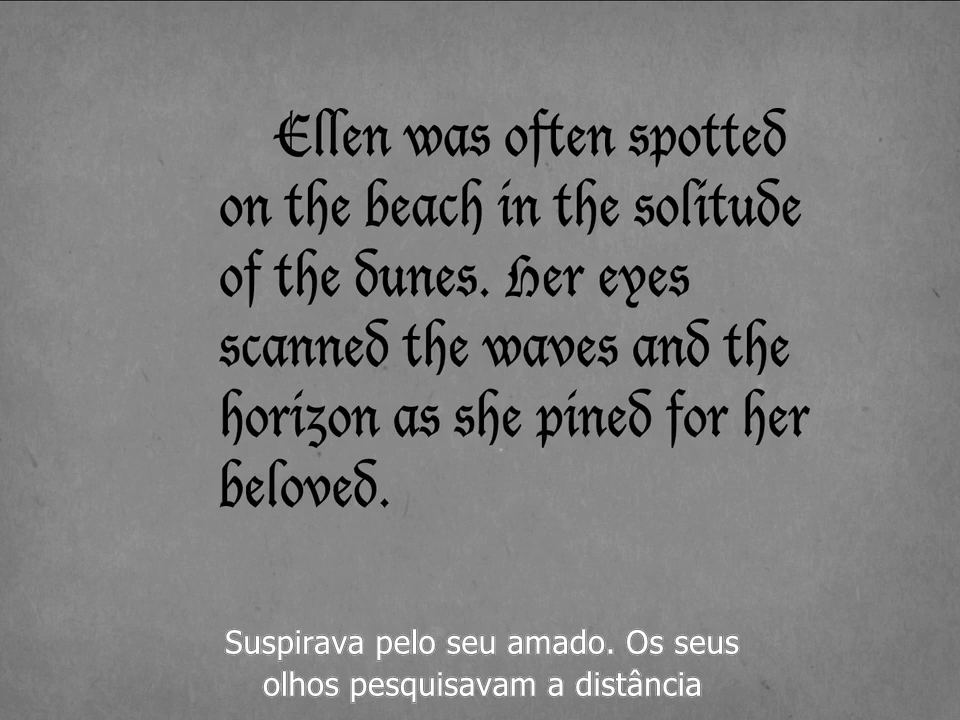 Ellen was often spotted
on the beach in the solitude
of the dunes. Her eyes
scanned the waves and the
horizon as she pined for her
beloved.
Suspirava pelo seu amado. Os seus
olhos pesquisavam a distância